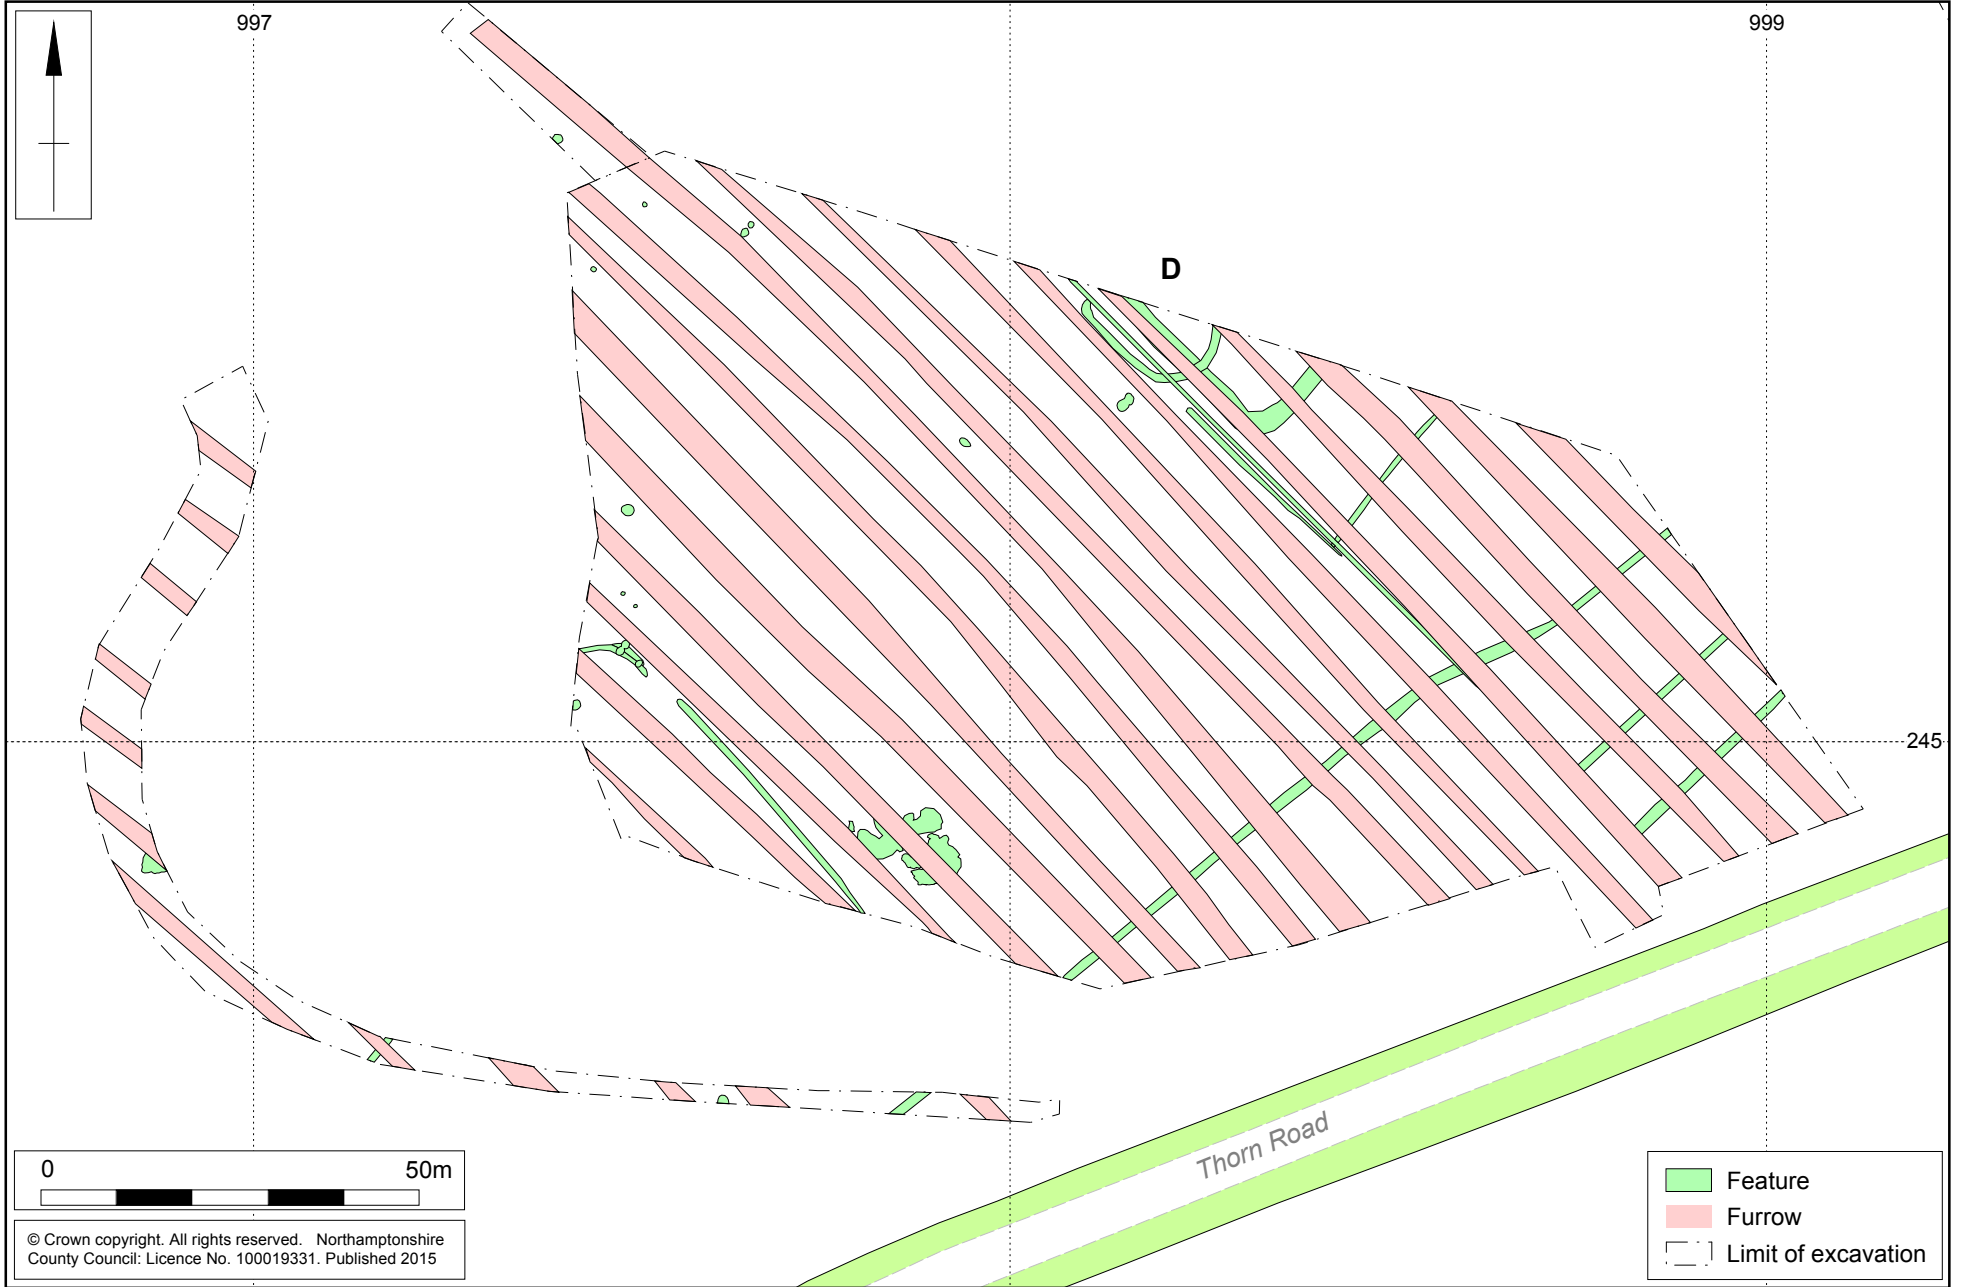 997
999
D
245
Thorn Road
0 50m
© Crown copyright. All rights reserved. Northamptonshire
County Council: Licence No. 100019331. Published 2015
Feature
Furrow
Limit of excavation